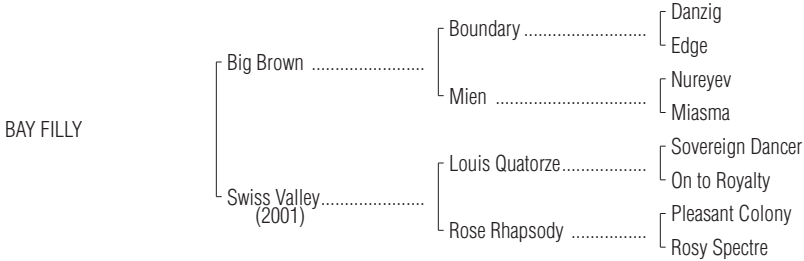 Danzig
Boundary ..........................
Edge
Big Brown ........................
Nureyev
Mien ................................
Miasma
BAY FILLY
Sovereign Dancer
Louis Quatorze..................
On to Royalty
Swiss Valley......................
(2001)
Pleasant Colony
Rose Rhapsody ................
Rosy Spectre